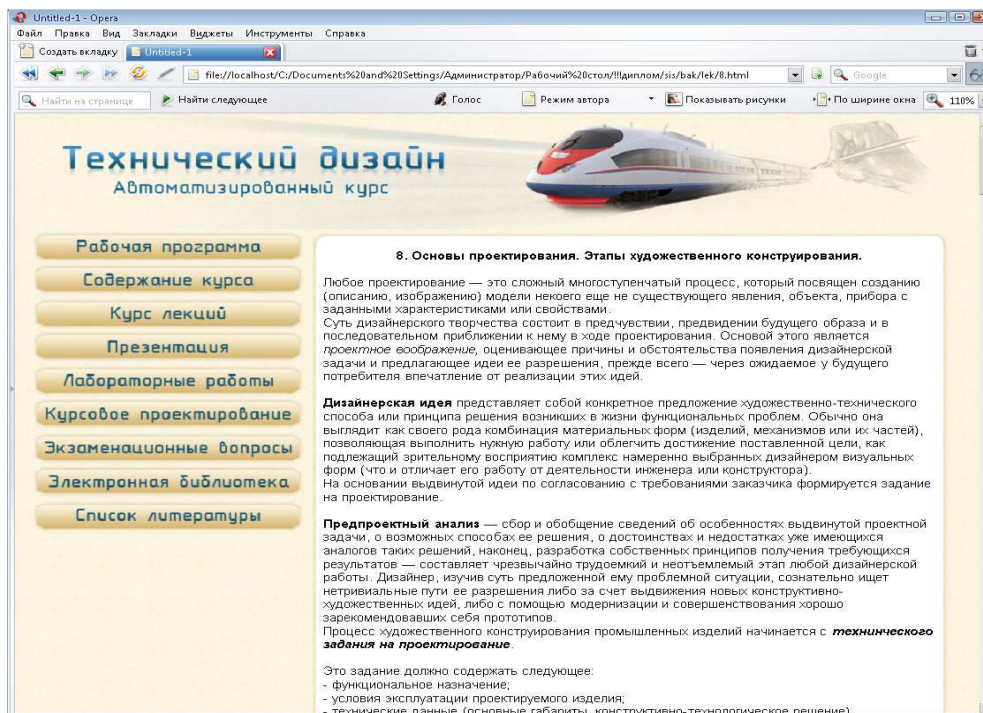 Untitled-1 - Opera
Файл Правка Вид Закладки Виджеты Инструменты Справка
Создать вкладку Untitled-1
file://localhost/C:/Documents%20and%20Settings/Администратор/Рабочий%20стол/!!!диплом/sis/bak/lek/8.html Google
Найти на странице Найти следующее Голос Режим автора Показывать рисунки По ширине окна 110%
Технический дизайн
Автоматизированный курс
Рабочая программа
Содержание курса
Курс лекций
Презентация
Лабораторные работы
Курсовое проектирование
Экзаменационные вопросы
Электронная библиотека
Список литературы
8. Основы проектирования. Этапы художественного конструирования.
Любое проектирование — это сложный многоступенчатый процесс, который посвящен созданию
(описанию, изображению) модели некоего еще не существующего явления, объекта, прибора с
заданными характеристиками или свойствами.
Суть дизайнерского творчества состоит в предчувствии, предвидении будущего образа и в
последовательном приближении к нему в ходе проектирования. Основой этого является
проектное воображение, оценивающее причины и обстоятельства появления дизайнерской
задачи и предлагающее идеи ее разрешения, прежде всего — через ожидаемое у будущего
потребителя впечатление от реализации этих идей.
Дизайнерская идея представляет собой конкретное предложение художественно-технического
способа или принципа решения возникших в жизни функциональных проблем. Обычно она
выглядит как своего рода комбинация материальных форм (изделий, механизмов или их частей),
позволяющая выполнить нужную работу или облегчить достижение поставленной цели, как
подлежащий зрительному восприятию комплекс намеренно выбранных дизайнером визуальных
форм (что и отличает его работу от деятельности инженера или конструктора).
На основании выдвинутой идеи по согласованию с требованиями заказчика формируется задание
на проектирование.
Предпроектный анализ — сбор и обобщение сведений об особенностях выдвинутой проектной
задачи, о возможных способах ее решения, о достоинствах и недостатках уже имеющихся
аналогов таких решений, наконец, разработка собственных принципов получения требующихся
результатов — составляет чрезвычайно трудоемкий и неотъемлемый этап любой дизайнерской
работы. Дизайнер, изучив суть предложенной ему проблемной ситуации, сознательно ищет
нетривиальные пути ее разрешения либо за счет выдвижения новых конструктивно-
художественных идей, либо с помощью модернизации и совершенствования хорошо
зарекомендовавших себя прототипов.
Процесс художественного конструирования промышленных изделий начинается с технинческого
задания на проектирование.
Это задание должно содержать следующее:
- функциональное назначение;
- условия эксплуатации проектируемого изделия;
- технические данные (основные габариты, конструктивно-технологическое решение)